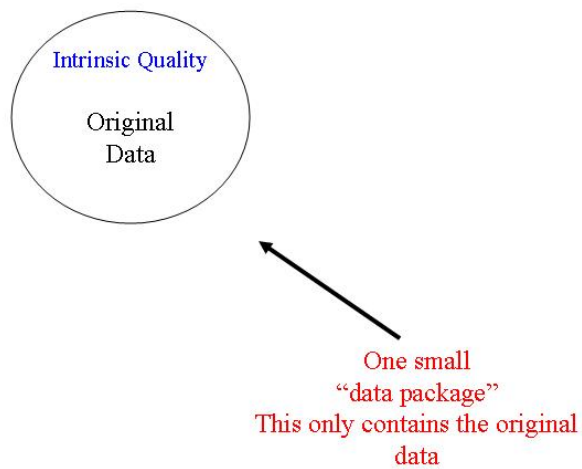 Intrinsic Quality
Original
Data
One small
“data package”
This only contains the original
data